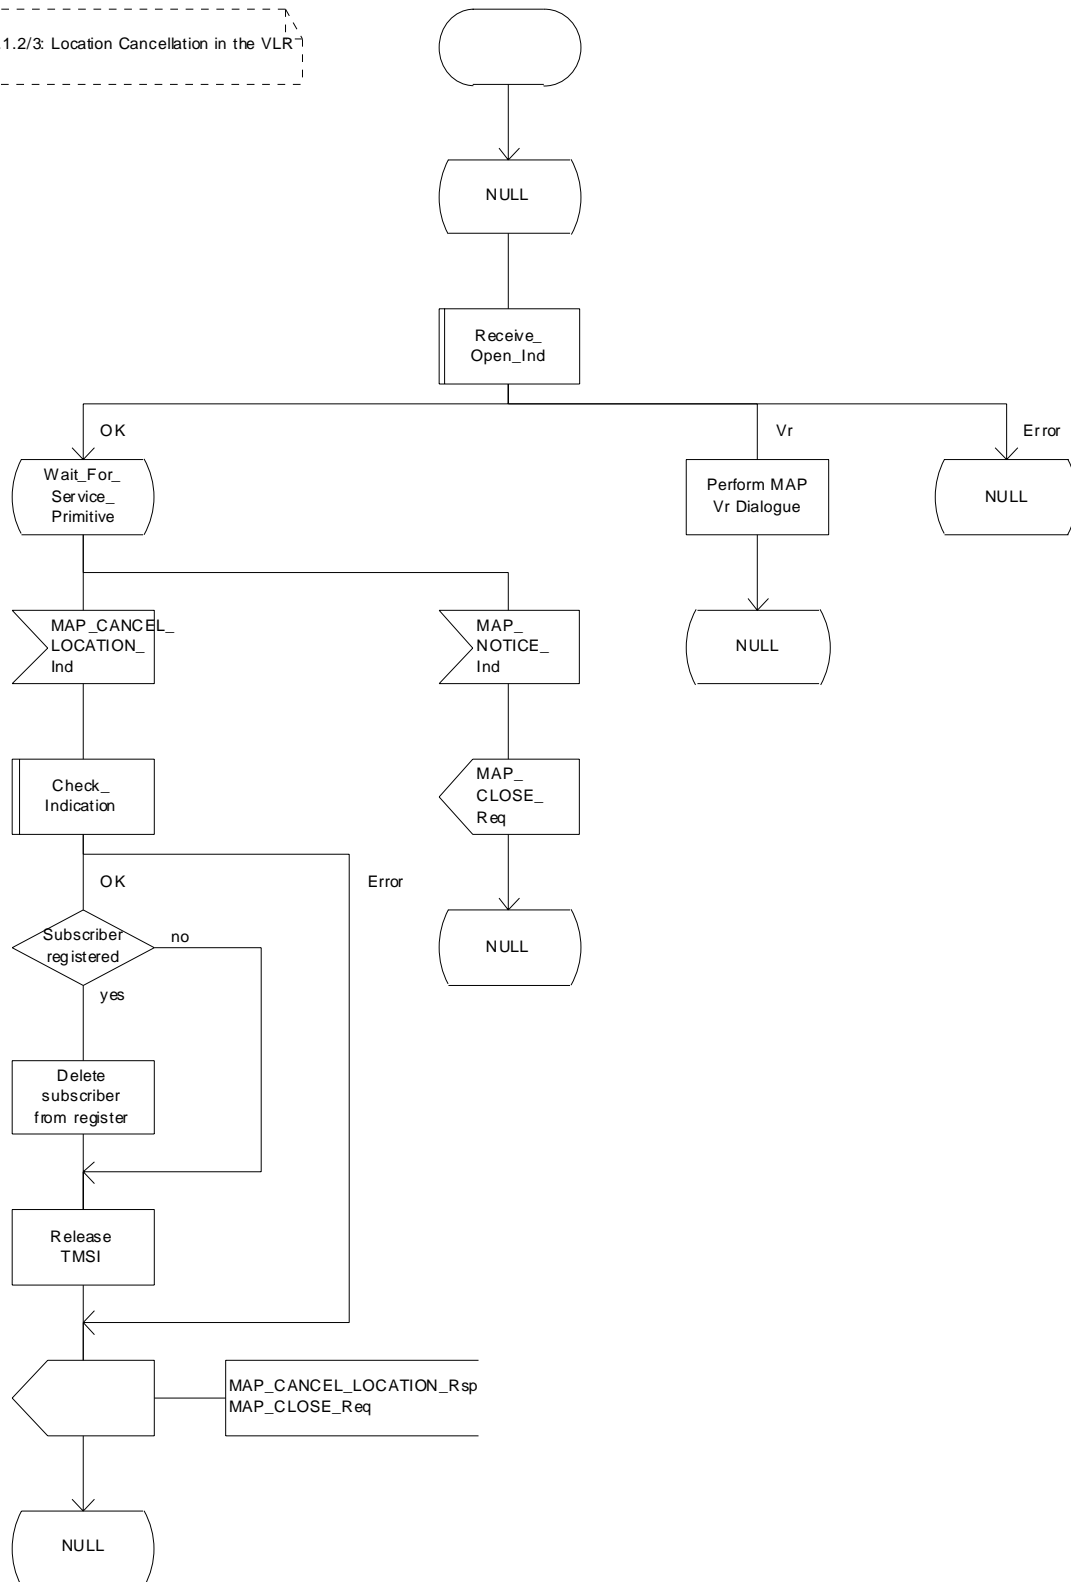 .1.2/3: Location Cancellation in the VLR
NULL
Receive_
Open_Ind
OK
Vr
Error
Wait_For_
Service_
Primitive
Perform MAP
Vr Dialogue
NULL
MAP_CANCEL_
LOCATION_
Ind
MAP_
NOTICE_
Ind
NULL
Check_
Indication
MAP_
CLOSE_
Req
OK
Error
Subscriber
registered
no
yes
NULL
Delete
subscriber
from register
Release
TMSI
MAP_CANCEL_LOCATION_Rsp
MAP_CLOSE_Req
NULL